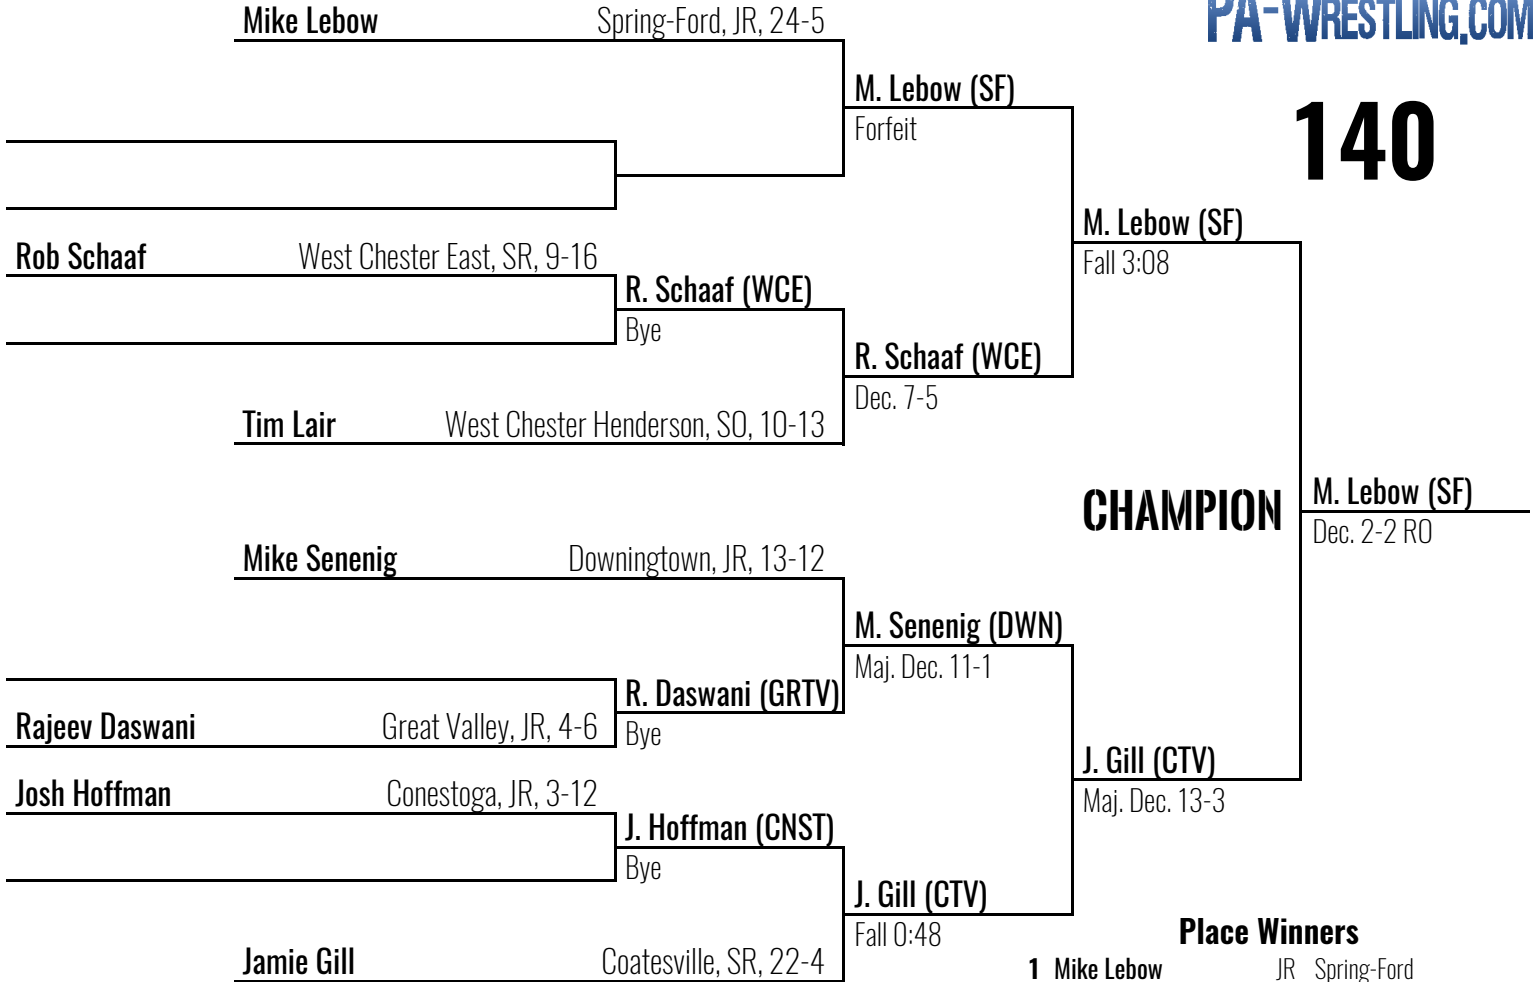 Mike Lebow Spring-Ford, JR, 24-5
PA-WRESTLING.COM
M. Lebow (SF)
Forfeit
140
M. Lebow (SF)
Fall 3:08
Rob Schaaf West Chester East, SR, 9-16
R. Schaaf (WCE)
Bye
R. Schaaf (WCE)
Dec. 7-5
Tim Lair West Chester Henderson, SO, 10-13
CHAMPION
M. Lebow (SF)
Dec. 2-2 RO
Mike Senenig Downingtown, JR, 13-12
M. Senenig (DWN)
Maj. Dec. 11-1
R. Daswani (GRTV)
Bye
Rajeev Daswani Great Valley, JR, 4-6
J. Gill (CTV)
Maj. Dec. 13-3
Josh Hoffman Conestoga, JR, 3-12
J. Hoffman (CNST)
Bye
J. Gill (CTV)
Fall 0:48
Jamie Gill Coatesville, SR, 22-4
Place Winners
1 Mike Lebow JR Spring-Ford